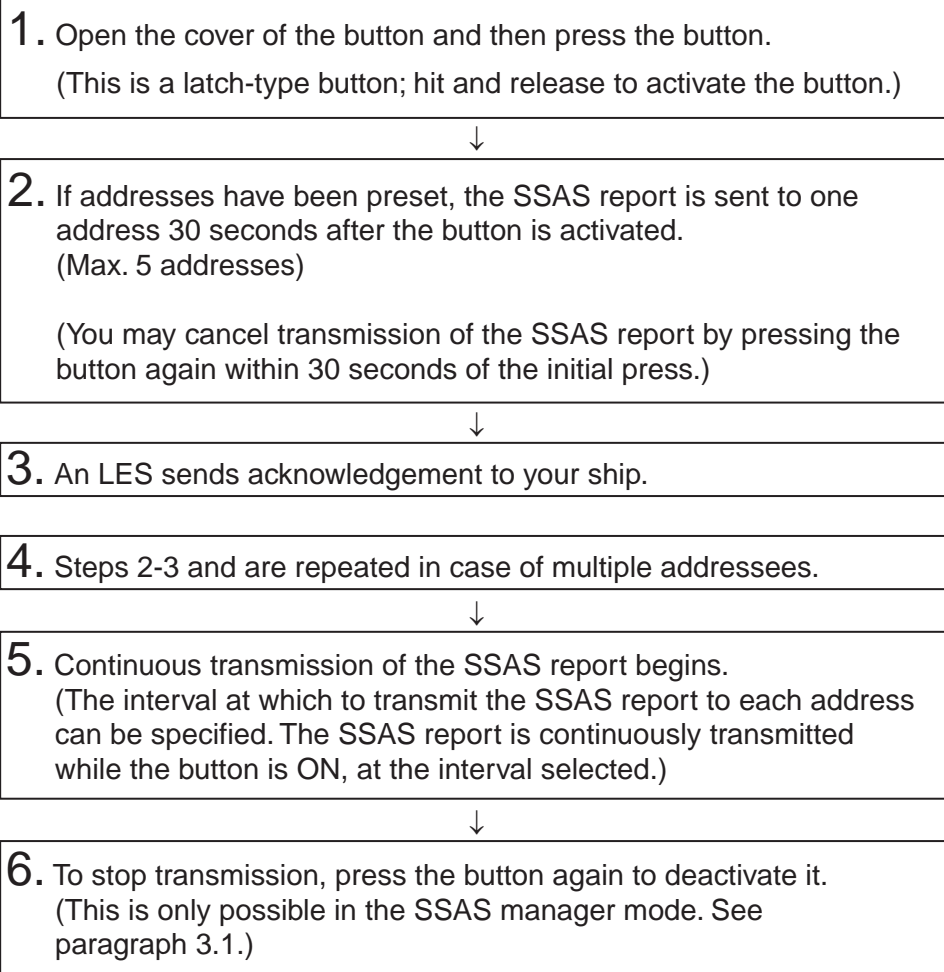 1. Open the cover of the button and then press the button.
(This is a latch-type button; hit and release to activate the button.)
↓
2. If addresses have been preset, the SSAS report is sent to one
address 30 seconds after the button is activated.
(Max. 5 addresses)
(You may cancel transmission of the SSAS report by pressing the
button again within 30 seconds of the initial press.)
↓
3. An LES sends acknowledgement to your ship.
4. Steps 2-3 and are repeated in case of multiple addressees.
↓
5. Continuous transmission of the SSAS report begins.
(The interval at which to transmit the SSAS report to each address
can be specified. The SSAS report is continuously transmitted
while the button is ON, at the interval selected.)
↓
6. To stop transmission, press the button again to deactivate it.
(This is only possible in the SSAS manager mode. See
paragraph 3.1.)